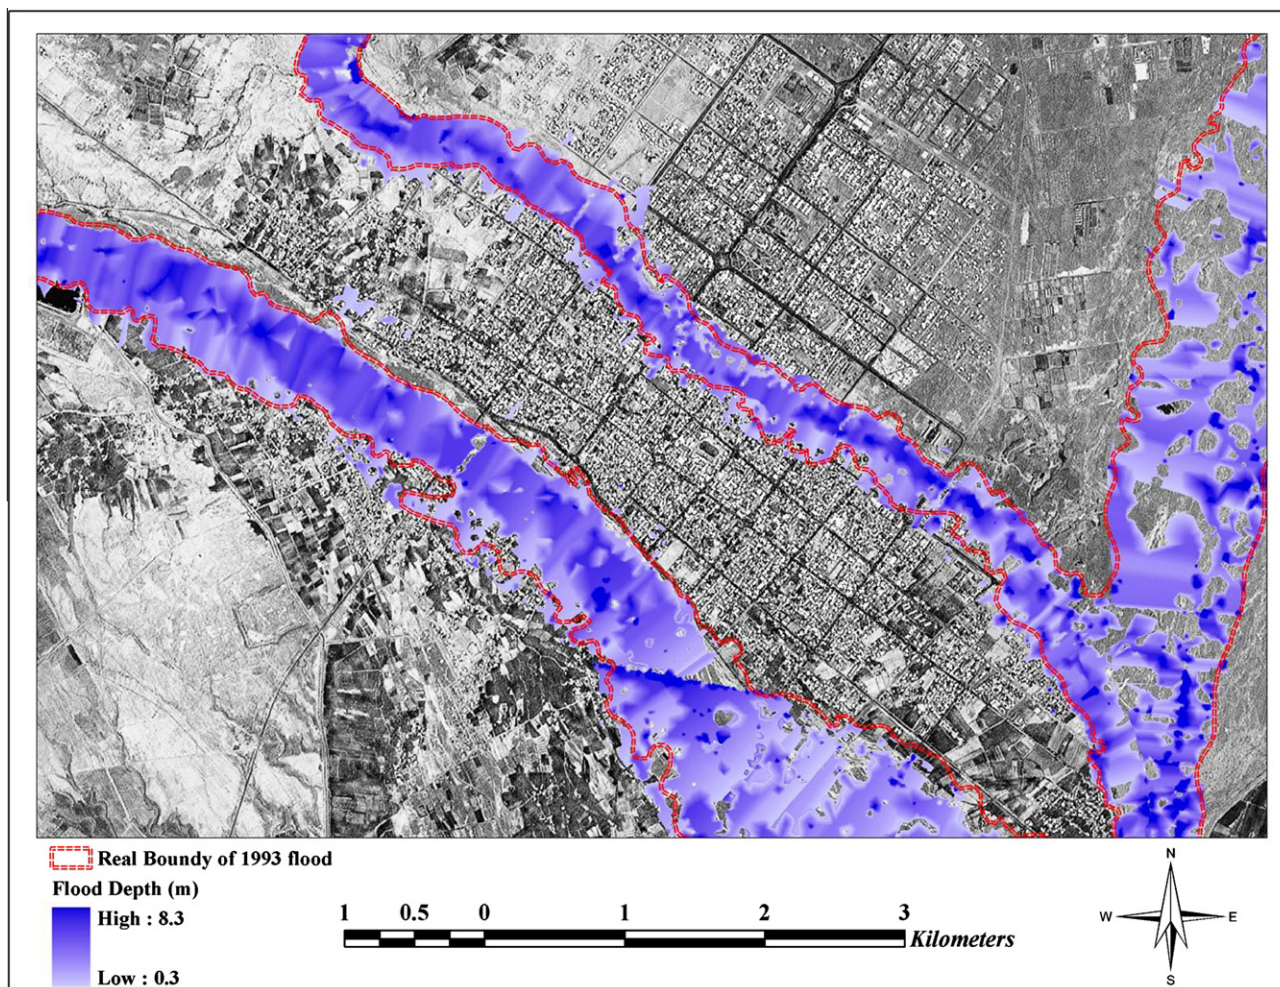 Real Boundy of 1993 flood
Flood Depth (m)
High : 8.3
Low : 0.3
1 0.5 0 1 2 3
Kilometers
N
W E
S